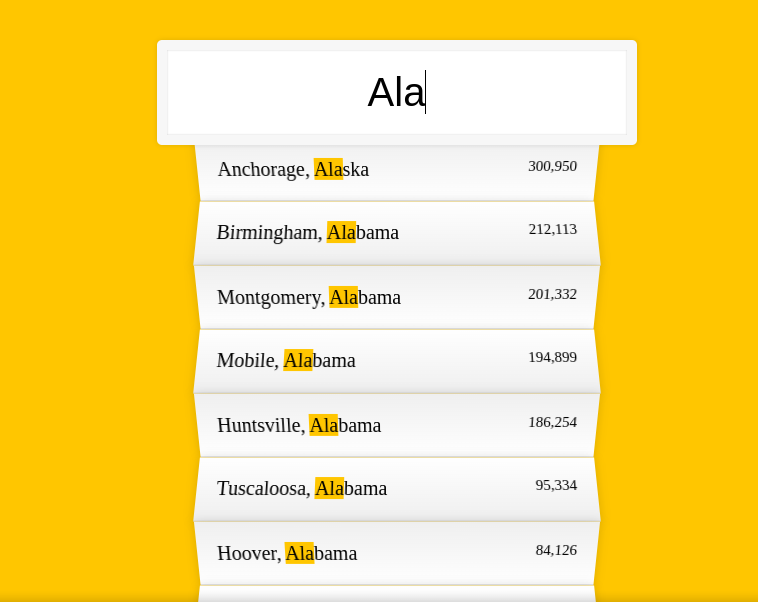 Ala
Anchorage, Alaska 300,950
Birmingham, Alabama 212,113
Montgomery, Alabama 201,332
Mobile, Alabama 194,899
Huntsville, Alabama 186,254
Tuscaloosa, Alabama 95,334
Hoover, Alabama 84,126